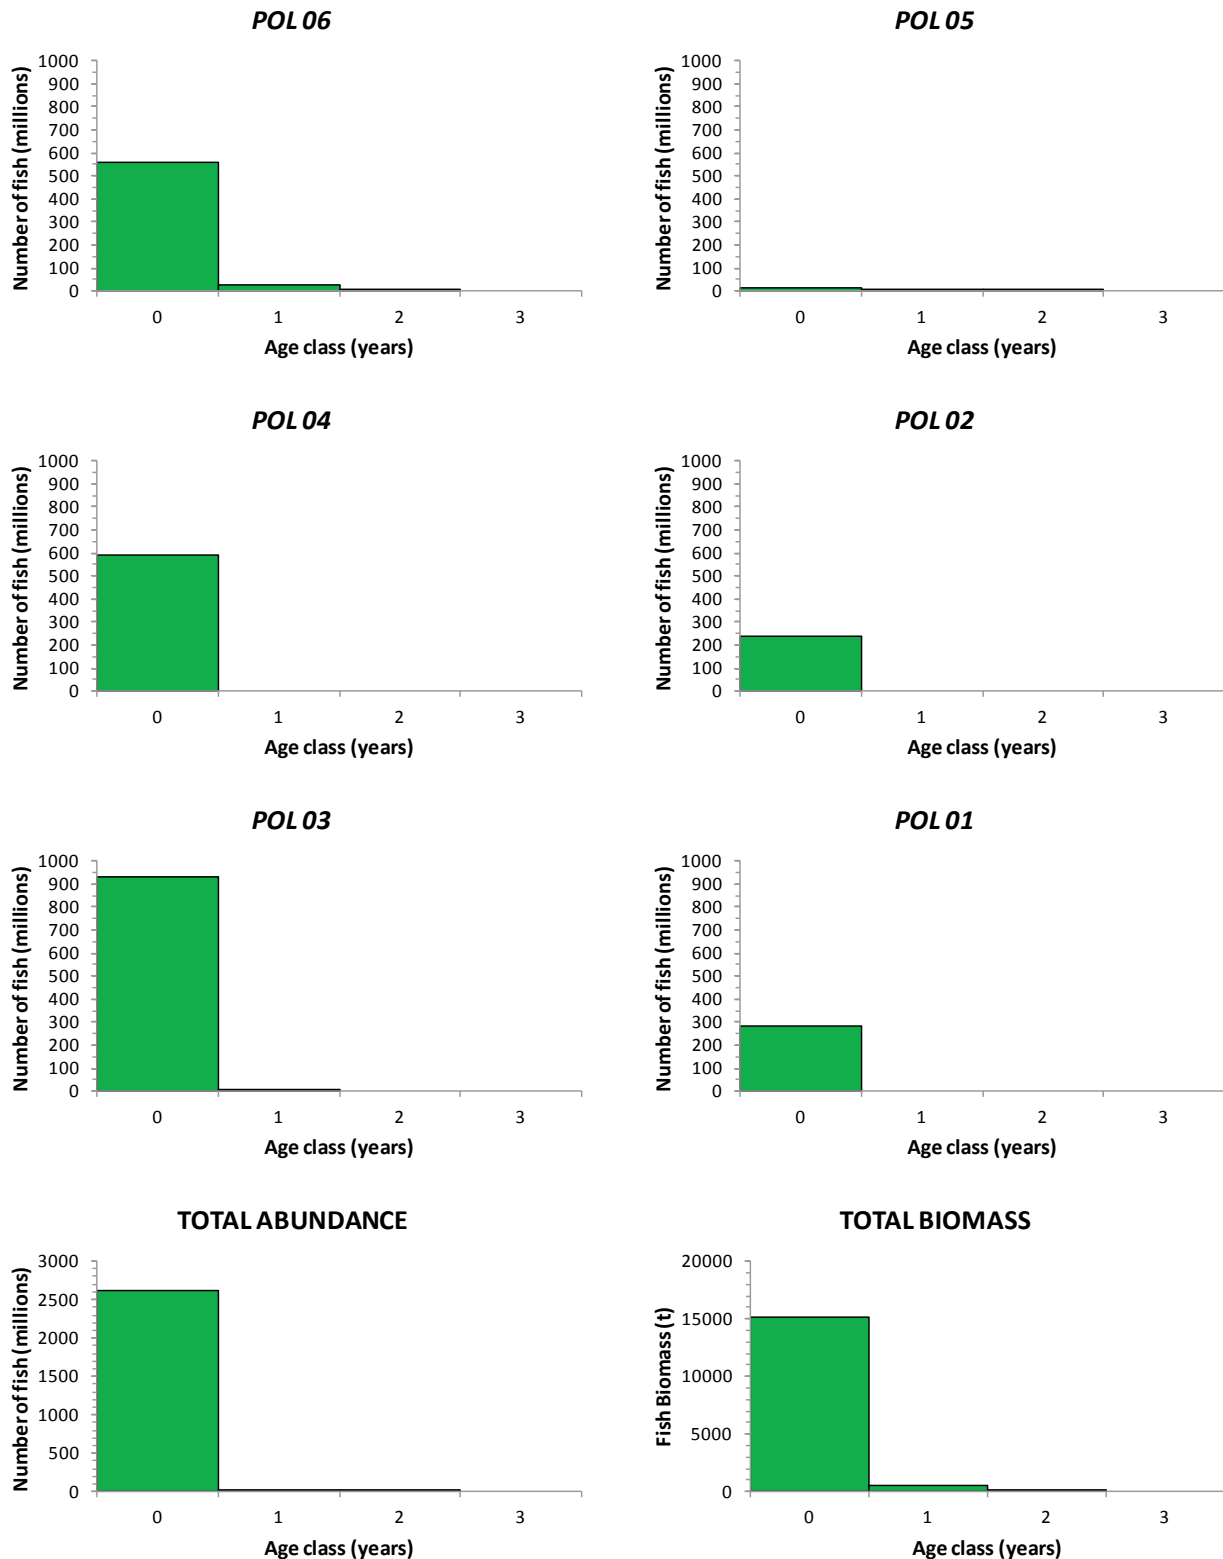 POL 06
Number of fish (millions)
1000
900
800
700
600
500
400
300
200
100
0
0 1 2 3
Age class (years)
POL 05
Number of fish (millions)
1000
900
800
700
600
500
400
300
200
100
0
0 1 2 3
Age class (years)
POL 04
Number of fish (millions)
1000
900
800
700
600
500
400
300
200
100
0
0 1 2 3
Age class (years)
POL 02
Number of fish (millions)
1000
900
800
700
600
500
400
300
200
100
0
0 1 2 3
Age class (years)
POL 03
Number of fish (millions)
1000
900
800
700
600
500
400
300
200
100
0
0 1 2 3
Age class (years)
POL 01
Number of fish (millions)
1000
900
800
700
600
500
400
300
200
100
0
0 1 2 3
Age class (years)
TOTAL ABUNDANCE
Number of fish (millions)
3000
2500
2000
1500
1000
500
0
0 1 2 3
Age class (years)
TOTAL BIOMASS
Fish Biomass (t)
20000
15000
10000
5000
0
0 1 2 3
Age class (years)